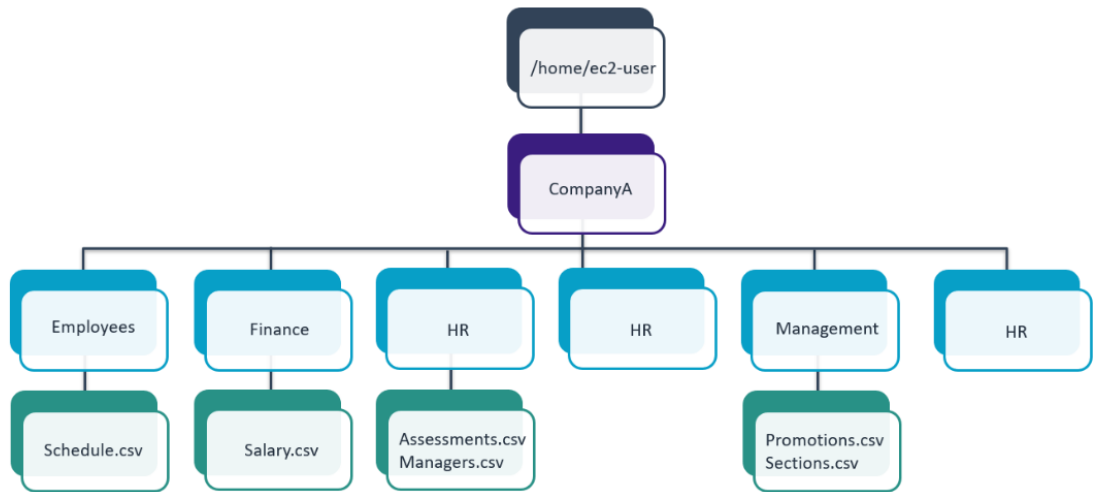 /home/ec2-user
CompanyA
Employees
Finance
HR
HR
Management
HR
Schedule.csv
Salary.csv
Assessments.csv
Managers.csv
Promotions.csv
Sections.csv